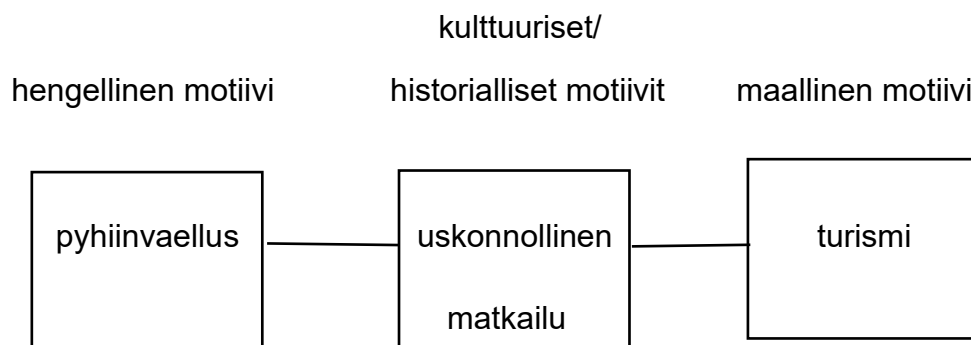 kulttuuriset/
hengellinen motiivi historialliset motiivit maallinen motiivi
pyhiinvaellus uskonnollinen turismi
matkailu